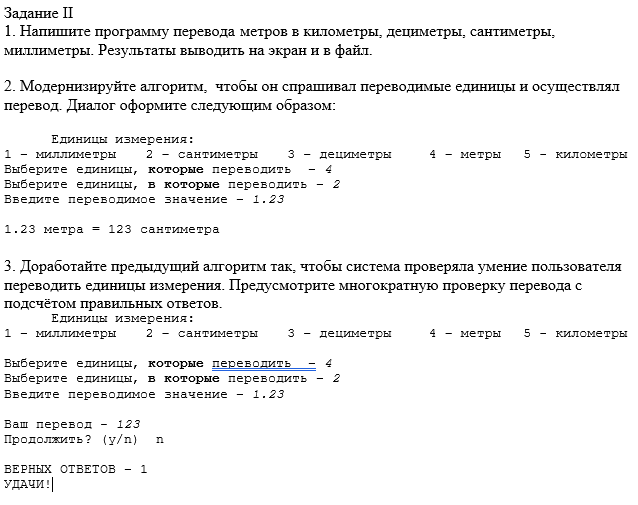 Задание II
1. Напишите программу перевода метров в километры, дециметры, сантиметры,
миллиметры. Результаты выводить на экран и в файл.
2. Модернизируйте алгоритм, чтобы он спрашивал переводимые единицы и осуществлял
перевод. Диалог оформите следующим образом:
Единицы измерения:
1 – миллиметры 2 – сантиметры 3 – дециметры 4 – метры 5 - километры
Выберите единицы, которые переводить – 4
Выберите единицы, в которые переводить – 2
Введите переводимое значение – 1.23
1.23 метра = 123 сантиметра
3. Доработайте предыдущий алгоритм так, чтобы система проверяла умение пользователя
переводить единицы измерения. Предусмотрите многократную проверку перевода с
подсчётом правильных ответов.
Единицы измерения:
1 – миллиметры 2 – сантиметры 3 – дециметры 4 – метры 5 - километры
Выберите единицы, которые переводить – 4
Выберите единицы, в которые переводить – 2
Введите переводимое значение – 1.23
Ваш перевод – 123
Продолжить? (y/n) n
ВЕРНЫХ ОТВЕТОВ – 1
УДАЧИ!